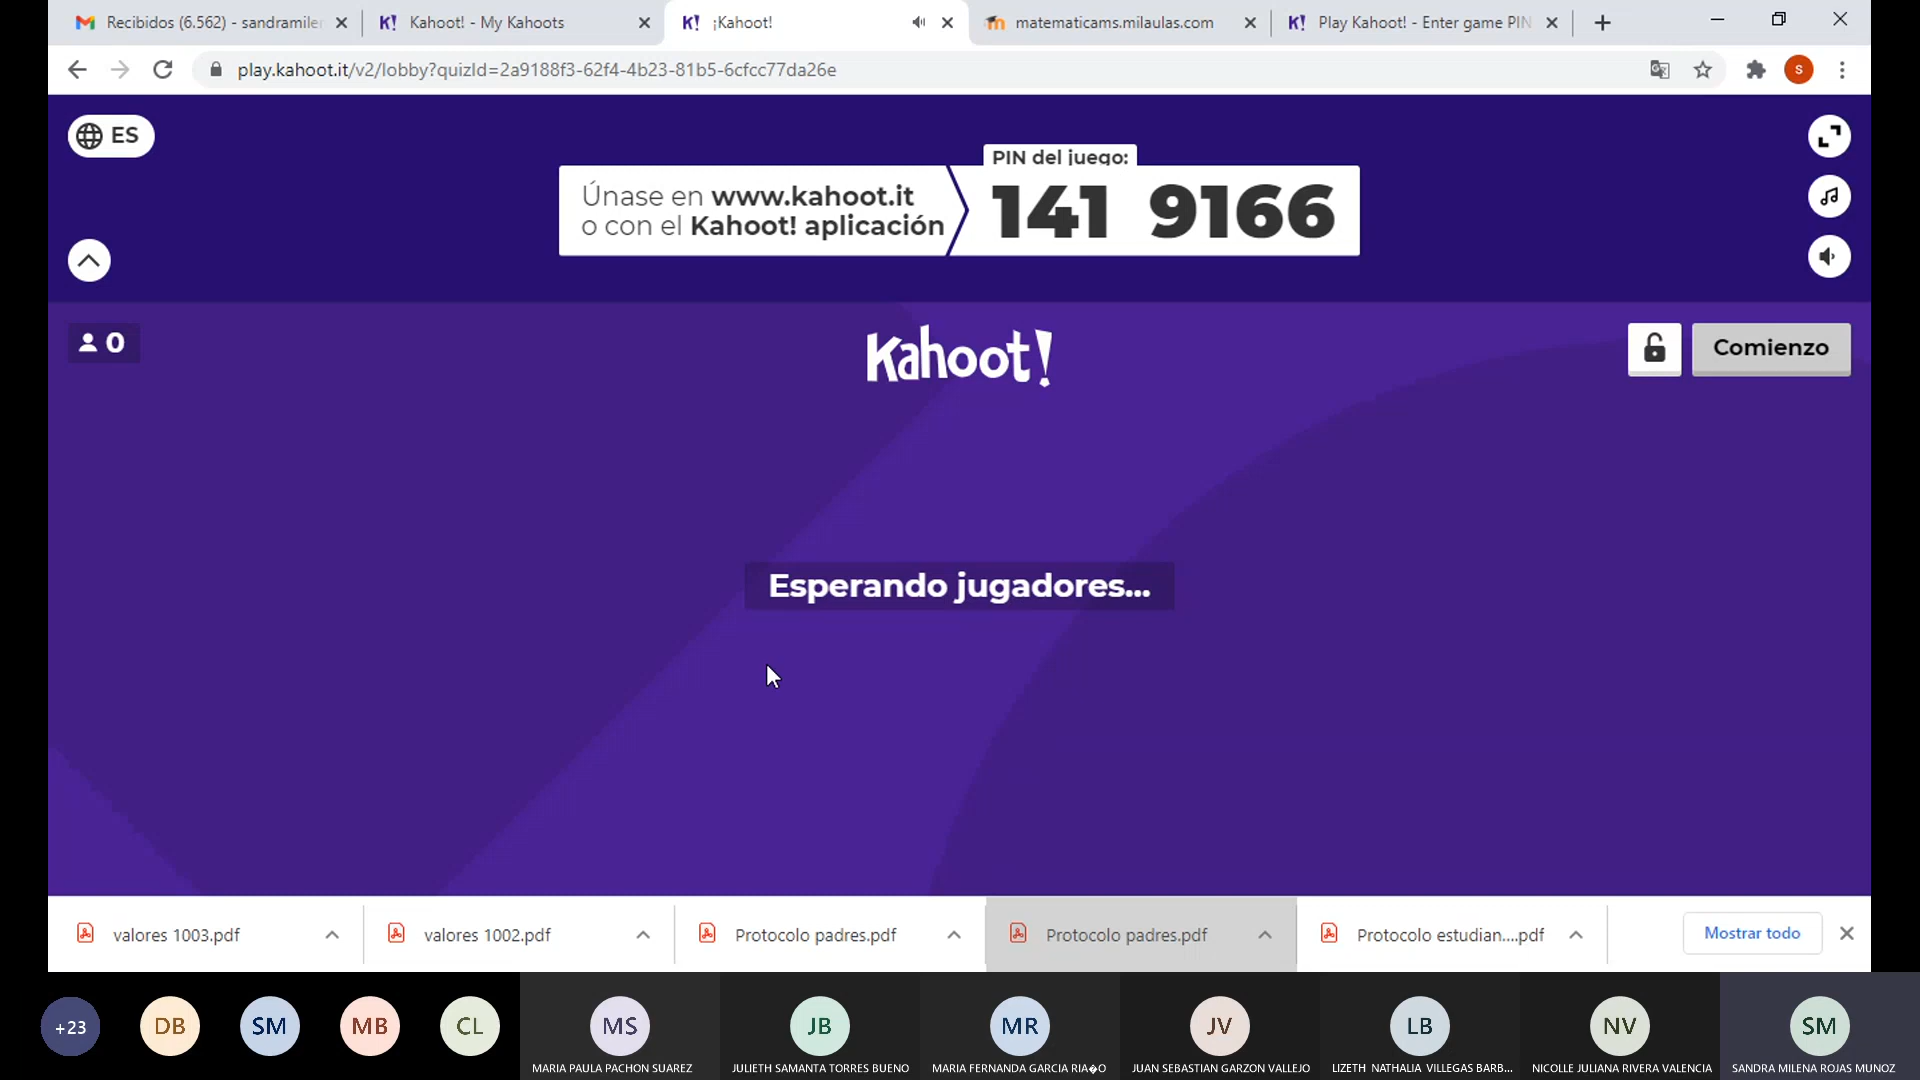 Recibidos (6.562) - sandramiler
Kahoot! - My Kahoots
¡Kahoot!
matematicams.milaulas.com
Play Kahoot! - Enter game PIN
play.kahoot.it/v2/lobby?quizId=2a9188f3-62f4-4b23-81b5-6cfcc77da26e
S
ES
Únase en www.kahoot.it
o con el Kahoot! aplicación
PIN del juego:
141 9166
0
Kahoot!
Comienzo
Esperando jugadores...
valores 1003.pdf
valores 1002.pdf
Protocolo padres.pdf
Protocolo padres.pdf
Protocolo estudian....pdf
Mostrar todo
+23
DB
SM
MB
CL
MS
JB
MR
JV
LB
NV
SM
MARIA PAULA PACHON SUAREZ
JULIETH SAMANTA TORRES BUENO
MARIA FERNANDA GARCIA RIA�O
JUAN SEBASTIAN GARZON VALLEJO
LIZETH NATHALIA VILLEGAS BARB...
NICOLLE JULIANA RIVERA VALENCIA
SANDRA MILENA ROJAS MUNOZ